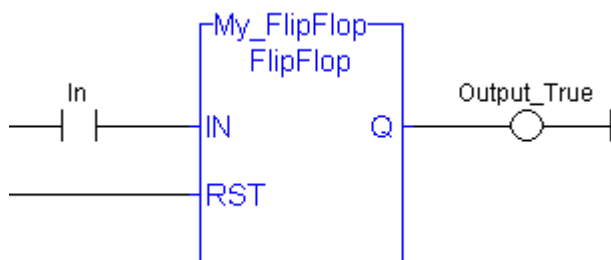 My_FlipFlop
FlipFlop
In
Output_True
IN
Q
RST